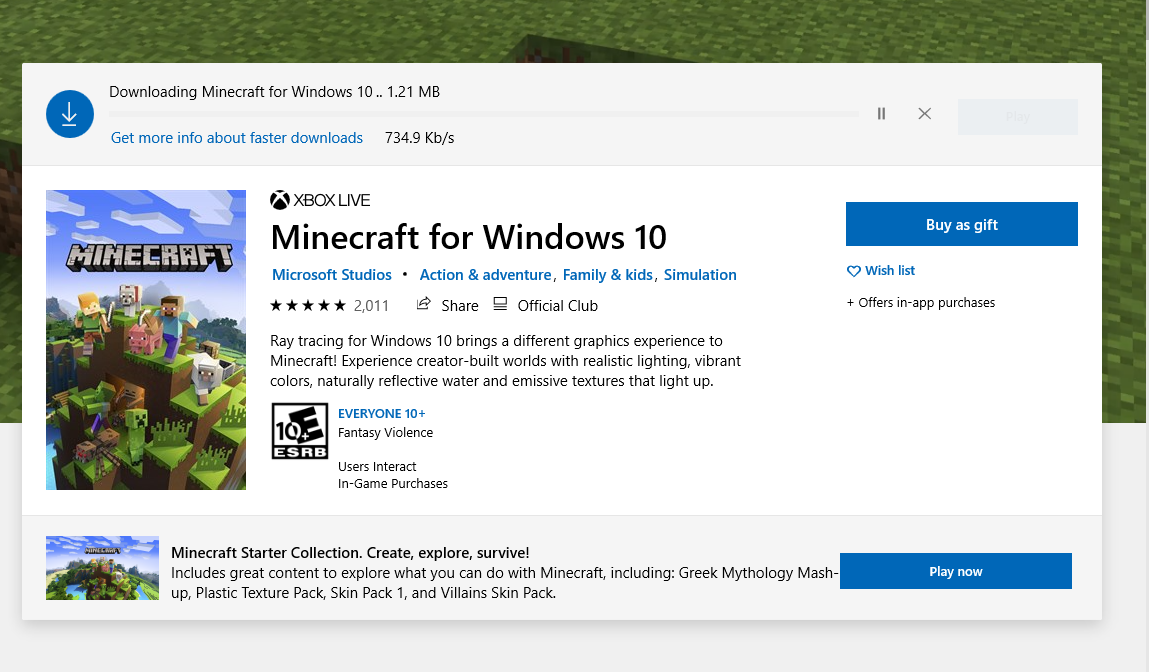 Downloading Minecraft for Windows 10 .. 1.21 MB
Get more info about faster downloads 734.9 Kb/s
Play
MINECRAFT
XBOX LIVE
Minecraft for Windows 10
Microsoft Studios • Action & adventure, Family & kids, Simulation
★★★★★ 2,011 Share Official Club
Ray tracing for Windows 10 brings a different graphics experience to
Minecraft! Experience creator-built worlds with realistic lighting, vibrant
colors, naturally reflective water and emissive textures that light up.
10+ E
ESRB
EVERYONE 10+
Fantasy Violence
Users Interact
In-Game Purchases
Buy as gift
Wish list
+ Offers in-app purchases
MINECRAFT
Minecraft Starter Collection. Create, explore, survive!
Includes great content to explore what you can do with Minecraft, including: Greek Mythology Mash-
up, Plastic Texture Pack, Skin Pack 1, and Villains Skin Pack.
Play now